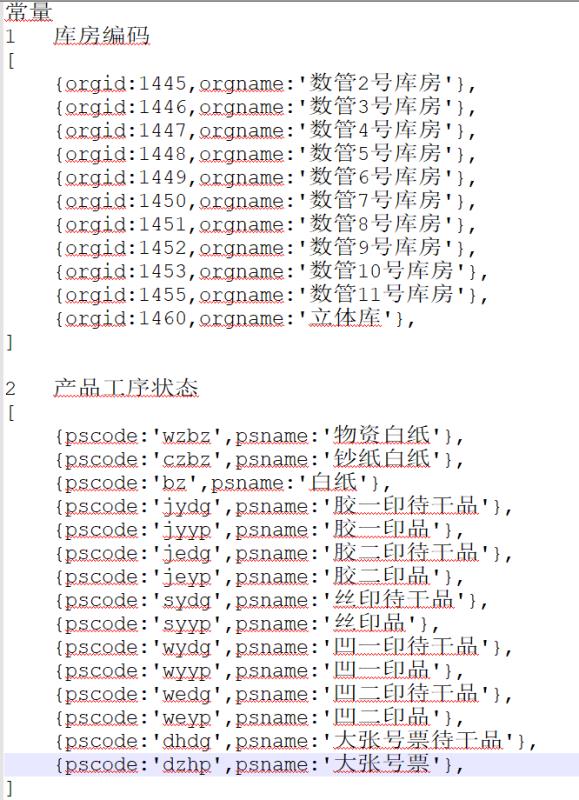 常量
1 库房编码
[
{orgid:1445,orgname:'数管2号库房'},
{orgid:1446,orgname:'数管3号库房'},
{orgid:1447,orgname:'数管4号库房'},
{orgid:1448,orgname:'数管5号库房'},
{orgid:1449,orgname:'数管6号库房'},
{orgid:1450,orgname:'数管7号库房'},
{orgid:1451,orgname:'数管8号库房'},
{orgid:1452,orgname:'数管9号库房'},
{orgid:1453,orgname:'数管10号库房'},
{orgid:1455,orgname:'数管11号库房'},
{orgid:1460,orgname:'立体库'},
]
2 产品工序状态
[
{pscode:'wzbz',psname:'物资白纸'},
{pscode:'czbz',psname:'钞纸白纸'},
{pscode:'bz',psname:'白纸'},
{pscode:'jydg',psname:'胶一印待干品'},
{pscode:'jyyp',psname:'胶一印品'},
{pscode:'jedg',psname:'胶二印待干品'},
{pscode:'jeyp',psname:'胶二印品'},
{pscode:'sydg',psname:'丝印待干品'},
{pscode:'syyp',psname:'丝印品'},
{pscode:'wydg',psname:'凹一印待干品'},
{pscode:'wyyp',psname:'凹一印品'},
{pscode:'wedg',psname:'凹二印待干品'},
{pscode:'weyp',psname:'凹二印品'},
{pscode:'dhdg',psname:'大张号票待干品'},
{pscode:'dzhp',psname:'大张号票'},
]